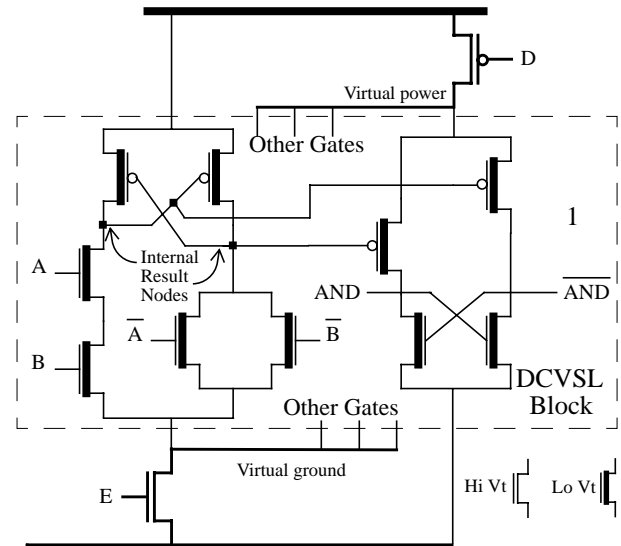 D
Virtual power
Other Gates
1
Internal
Result
Nodes
A
AND
A̅N̅D̅
A̅
B̅
B
DCVSL
Block
Other Gates
Virtual ground
E
Hi Vt
Lo Vt